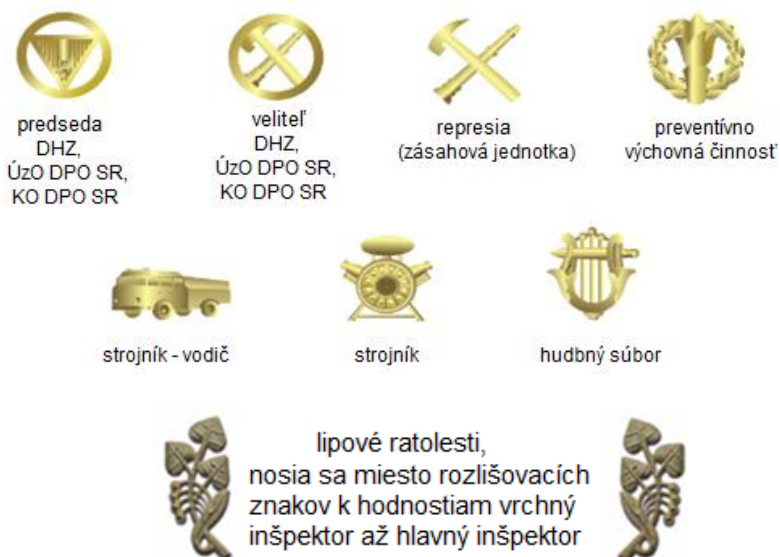 predseda
DHZ,
ÚzO DPO SR,
KO DPO SR
veliteľ
DHZ,
ÚzO DPO SR,
KO DPO SR
represia
(zásahová jednotka)
preventívno
výchovná činnosť
strojník - vodič
strojník
hudbný súbor
lipové ratolesti,
nosia sa miesto rozlišovacích
znakov k hodnostiam vrchný
inšpektor až hlavný inšpektor